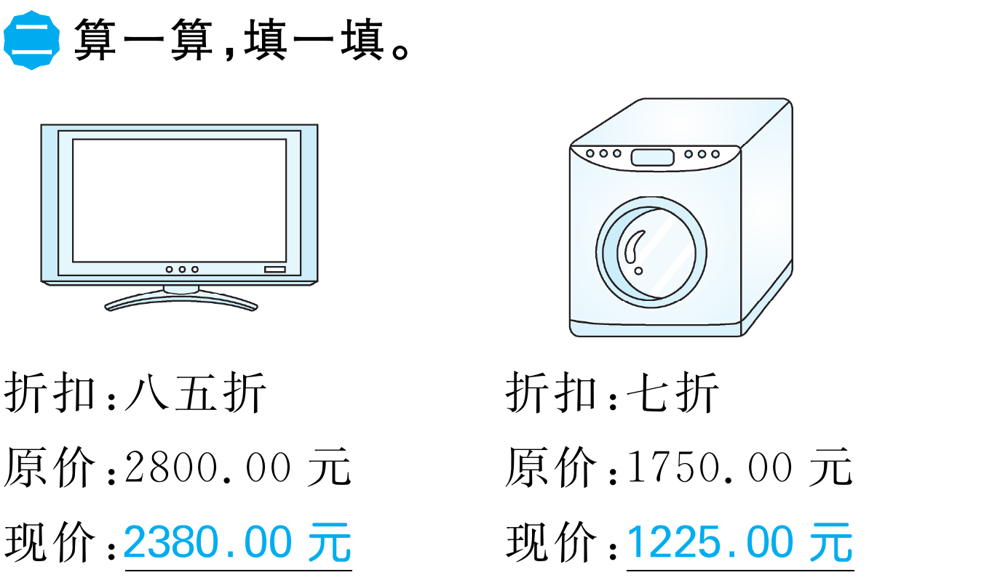 二 算一算,填一填。
折扣:八五折
原价:2800.00 元
现价:2380.00 元
折扣:七折
原价:1750.00 元
现价:1225.00 元